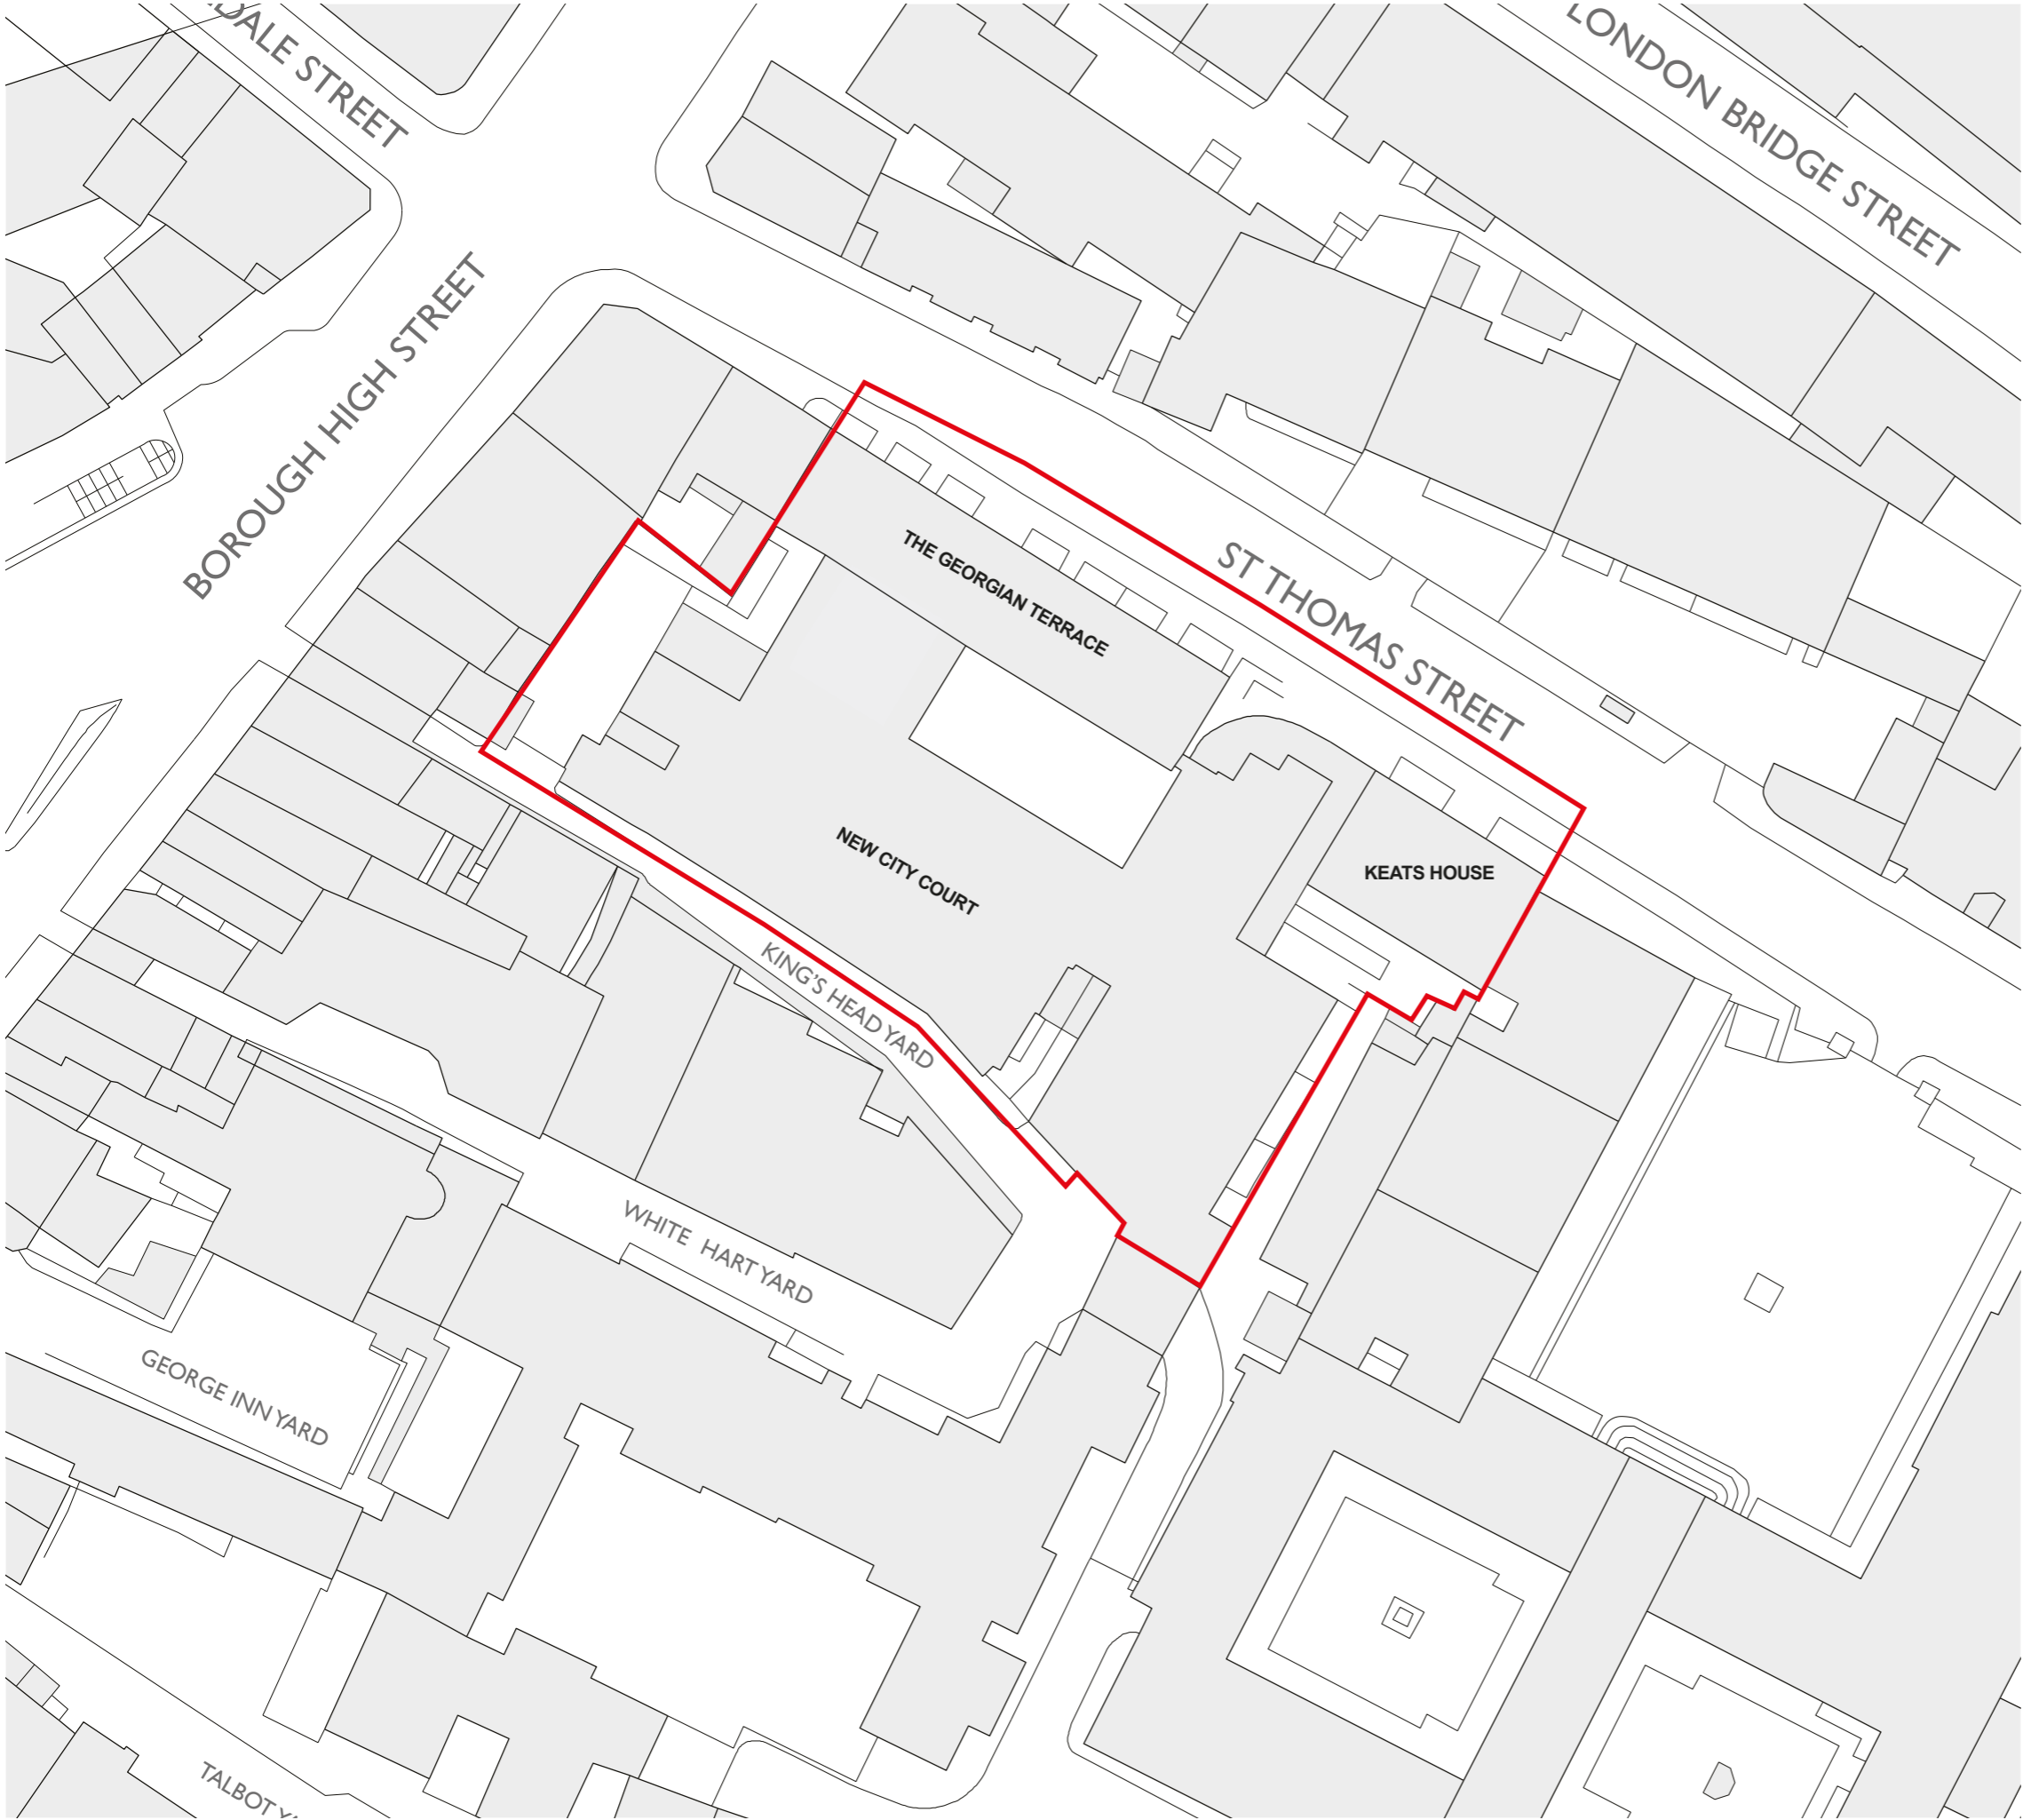 DALE STREET
LONDON BRIDGE STREET
BOROUGH HIGH STREET
THE GEORGIAN TERRACE
ST THOMAS STREET
NEW CITY COURT
KEATS HOUSE
KING'S HEAD YARD
WHITE HART YARD
GEORGE INN YARD
TALBOT